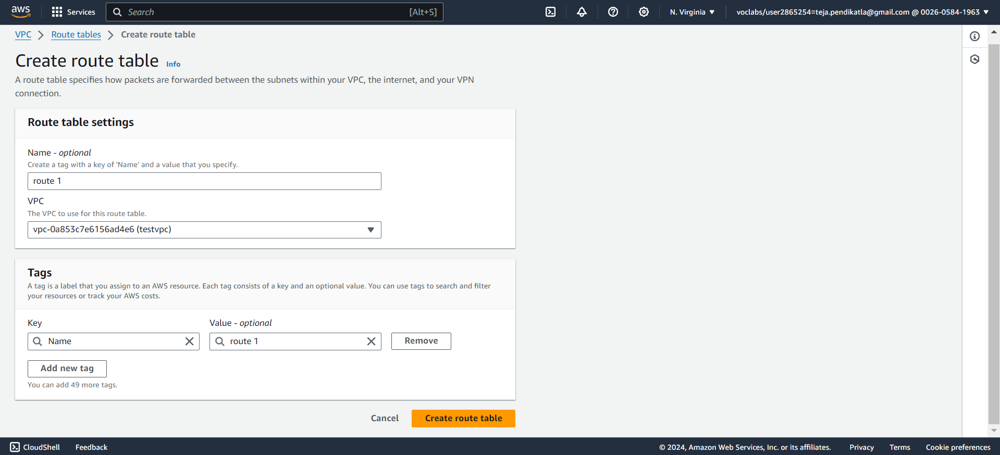 aws
Services
Search [Alt+S]
N. Virginia
voclabs/user2865254=teja.pendikatla@gmail.com @ 0026-0584-1963
VPC > Route tables > Create route table
Create route table Info
A route table specifies how packets are forwarded between the subnets within your VPC, the internet, and your VPN
connection.
Route table settings
Name - optional
Create a tag with a key of 'Name' and a value that you specify.
route 1
VPC
The VPC to use for this route table.
vpc-0a853c7e6156ad4e6 (testvpc)
Tags
A tag is a label that you assign to an AWS resource. Each tag consists of a key and an optional value. You can use tags to search and filter
your resources or track your AWS costs.
Key Value - optional
Name route 1 Remove
Add new tag
You can add 49 more tags.
Cancel Create route table
CloudShell Feedback © 2024, Amazon Web Services, Inc. or its affiliates. Privacy Terms Cookie preferences